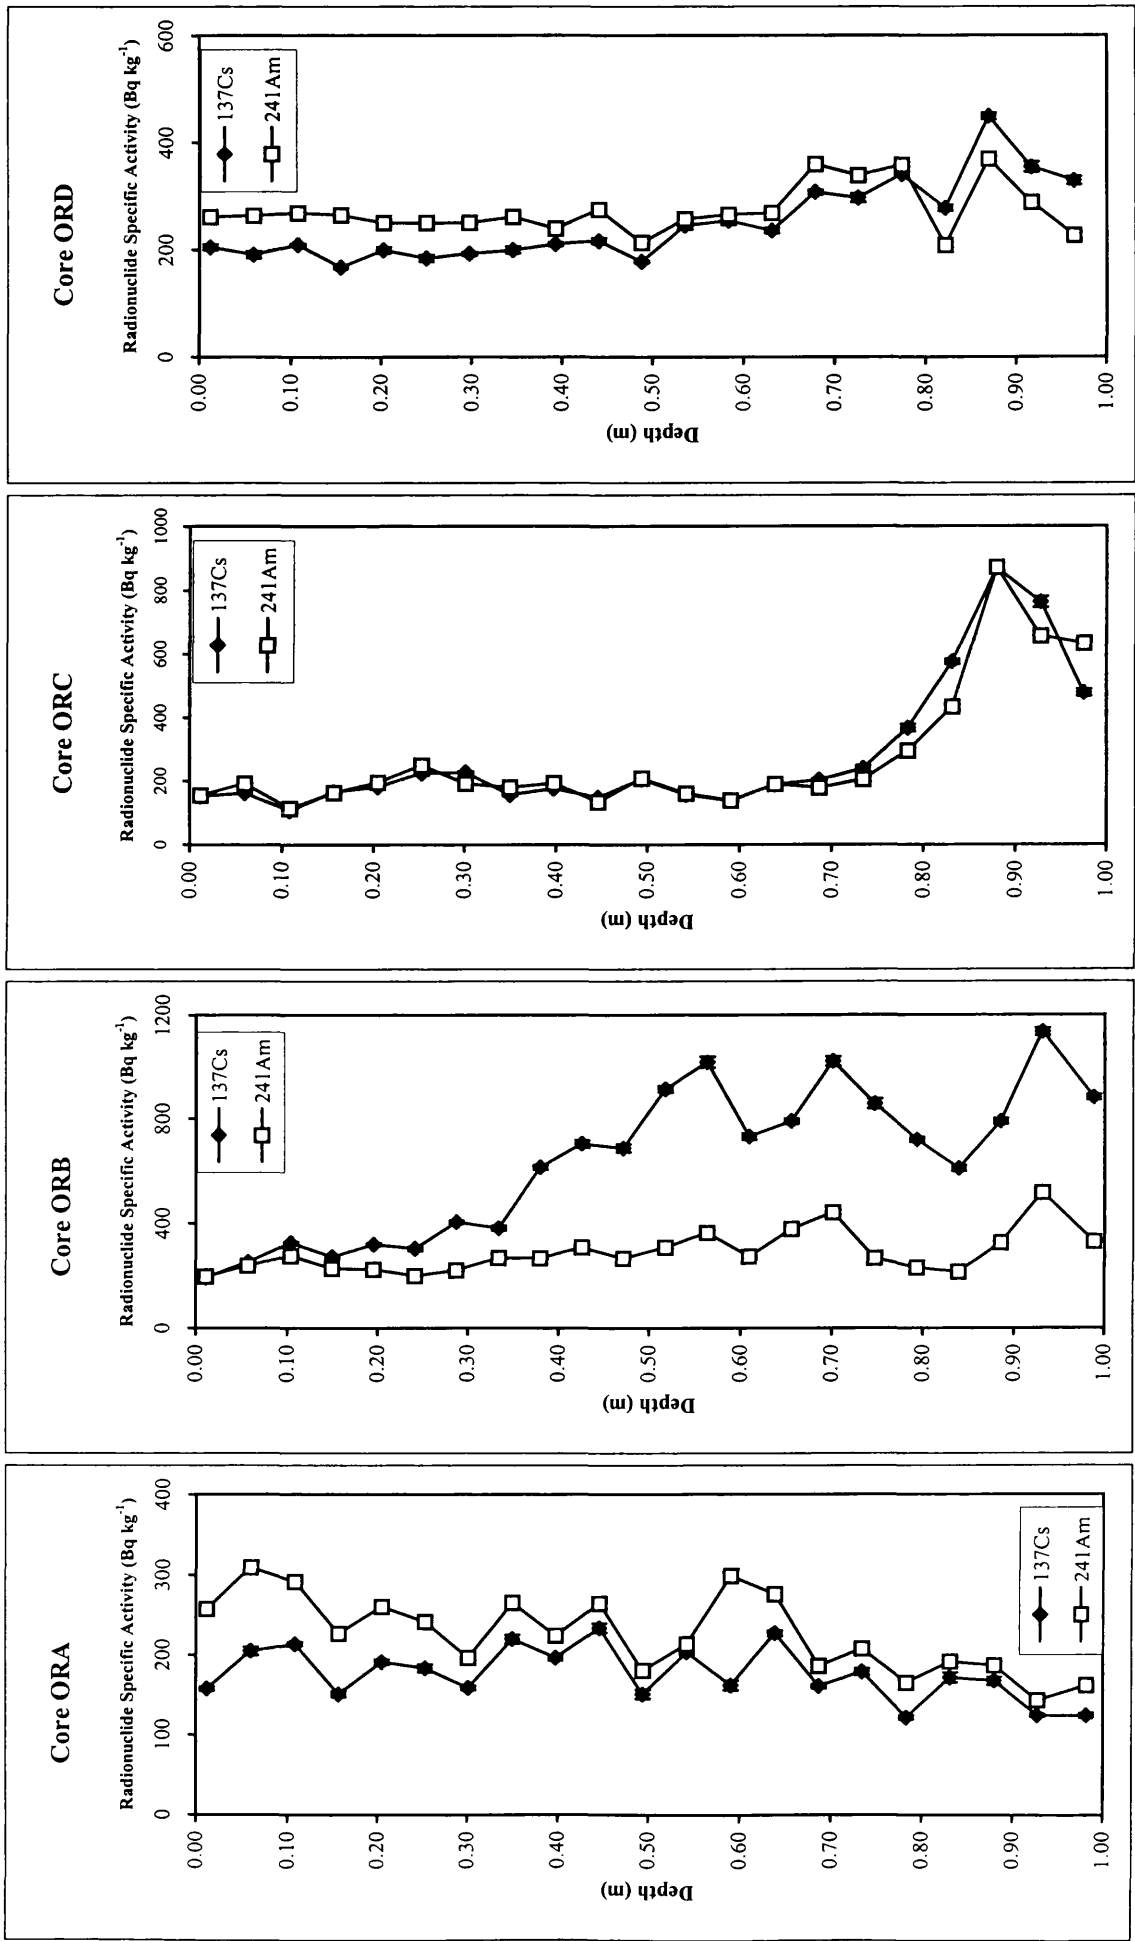 Core ORA
Radionuclide Specific Activity (Bq kg⁻¹)
0 100 200 300 400
0.00
0.10
0.20
0.30
0.40
0.50
0.60
0.70
0.80
0.90
1.00
Depth (m)
137Cs
241Am
Core ORB
Radionuclide Specific Activity (Bq kg⁻¹)
0 400 800 1200
0.00
0.10
0.20
0.30
0.40
0.50
0.60
0.70
0.80
0.90
1.00
Depth (m)
137Cs
241Am
Core ORC
Radionuclide Specific Activity (Bq kg⁻¹)
0 200 400 600 800 1000
0.00
0.10
0.20
0.30
0.40
0.50
0.60
0.70
0.80
0.90
1.00
Depth (m)
137Cs
241Am
Core ORD
Radionuclide Specific Activity (Bq kg⁻¹)
0 200 400 600
0.00
0.10
0.20
0.30
0.40
0.50
0.60
0.70
0.80
0.90
1.00
Depth (m)
137Cs
241Am